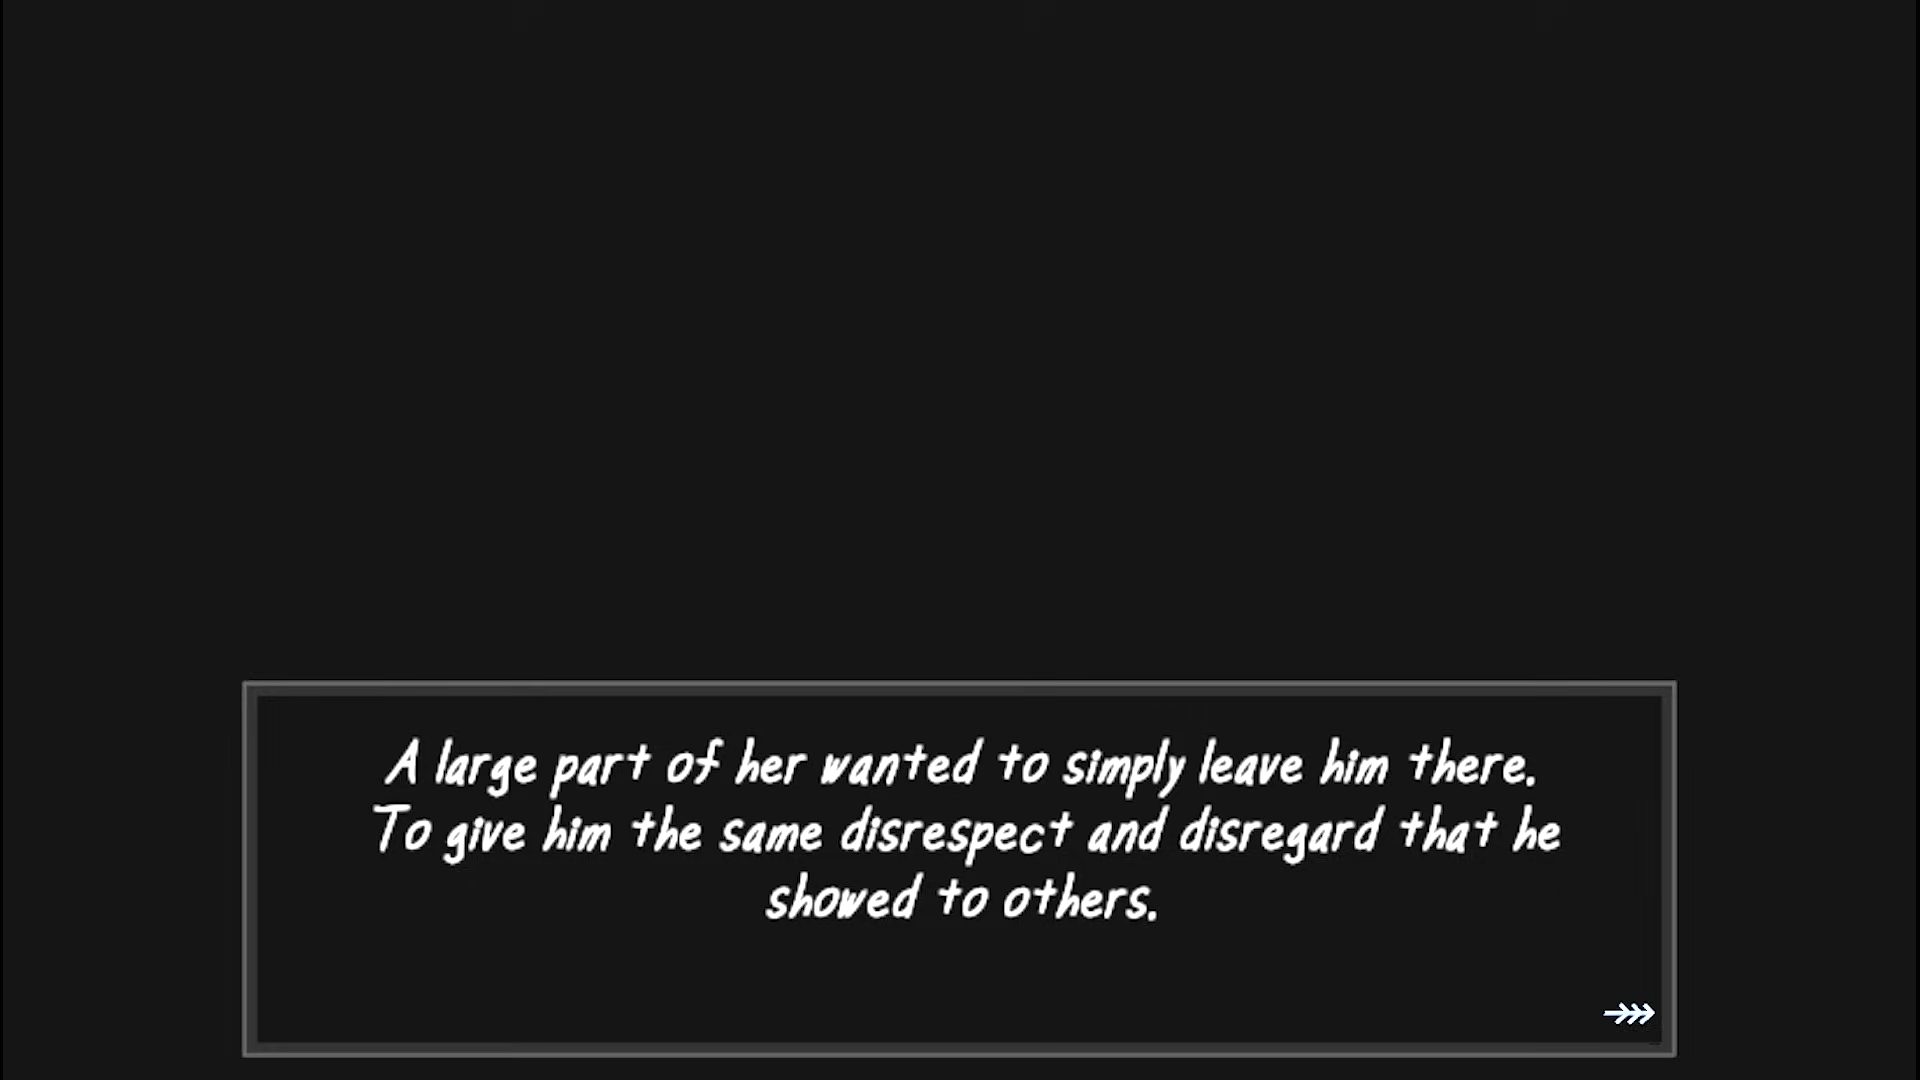 A large part of her wanted to simply leave him there.
To give him the same disrespect and disregard that he
showed to others.